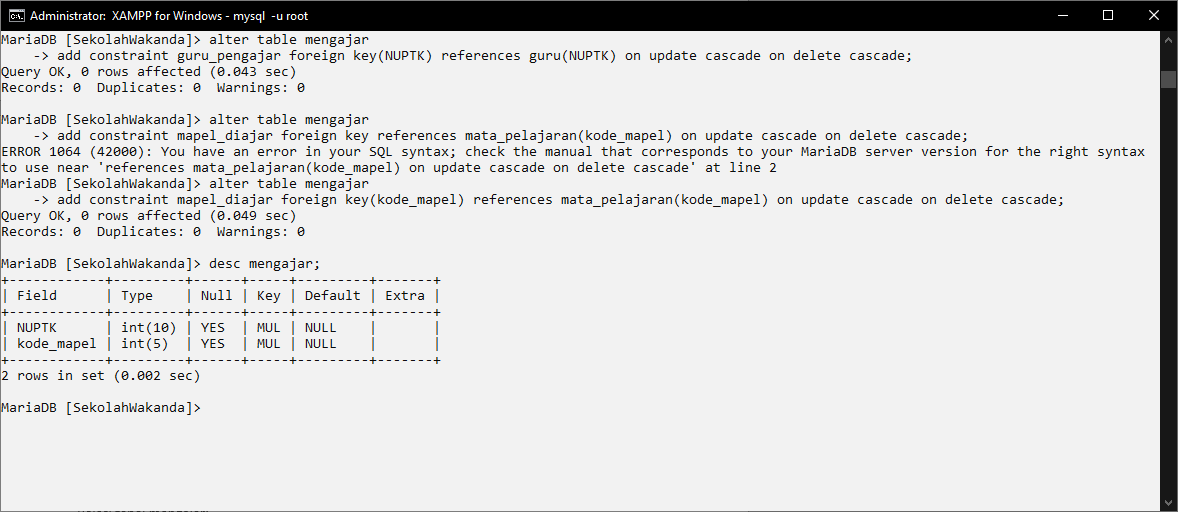 Administrator:  XAMPP for Windows - mysql  -u root
MariaDB [SekolahWakanda]> alter table mengajar
    -> add constraint guru_pengajar foreign key(NUPTK) references guru(NUPTK) on update cascade on delete cascade;
Query OK, 0 rows affected (0.043 sec)
Records: 0  Duplicates: 0  Warnings: 0

MariaDB [SekolahWakanda]> alter table mengajar
    -> add constraint mapel_diajar foreign key references mata_pelajaran(kode_mapel) on update cascade on delete cascade;
ERROR 1064 (42000): You have an error in your SQL syntax; check the manual that corresponds to your MariaDB server version for the right syntax
to use near 'references mata_pelajaran(kode_mapel) on update cascade on delete cascade' at line 2
MariaDB [SekolahWakanda]> alter table mengajar
    -> add constraint mapel_diajar foreign key(kode_mapel) references mata_pelajaran(kode_mapel) on update cascade on delete cascade;
Query OK, 0 rows affected (0.049 sec)
Records: 0  Duplicates: 0  Warnings: 0

MariaDB [SekolahWakanda]> desc mengajar;
+------------+---------+------+-----+---------+-------+
| Field      | Type    | Null | Key | Default | Extra |
+------------+---------+------+-----+---------+-------+
| NUPTK      | int(10) | YES  | MUL | NULL    |       |
| kode_mapel | int(5)  | YES  | MUL | NULL    |       |
+------------+---------+------+-----+---------+-------+
2 rows in set (0.002 sec)

MariaDB [SekolahWakanda]>